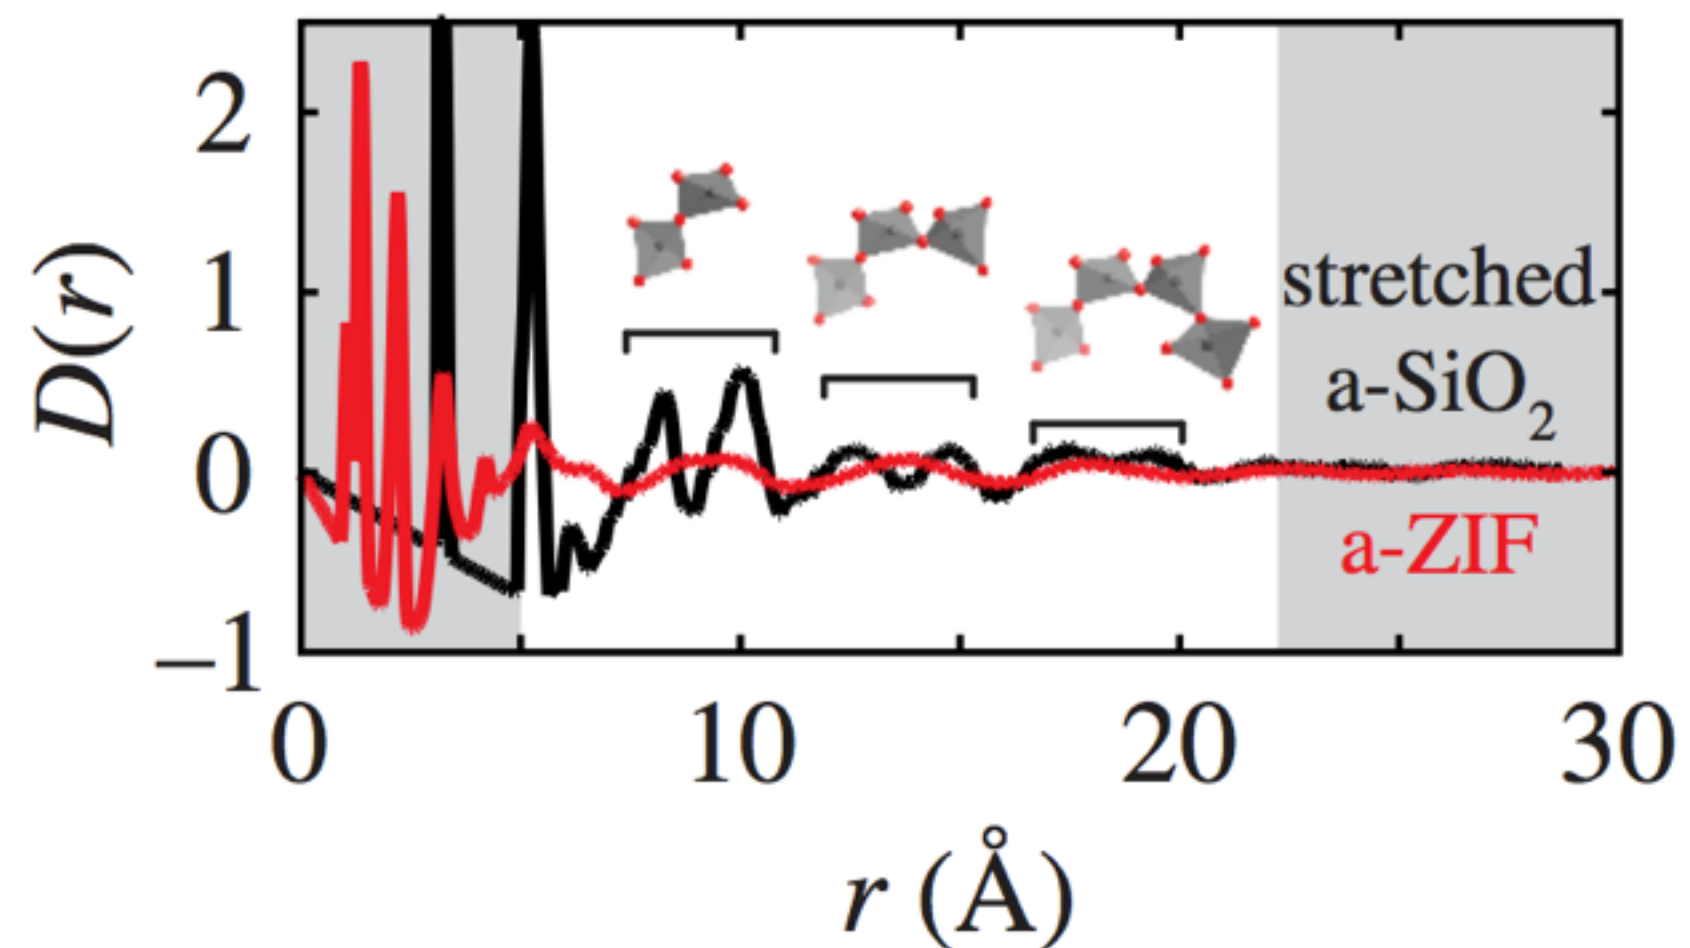 2
1
0
−1
D(r)
stretched
a-SiO₂
a-ZIF
0 10 20 30
r (Å)